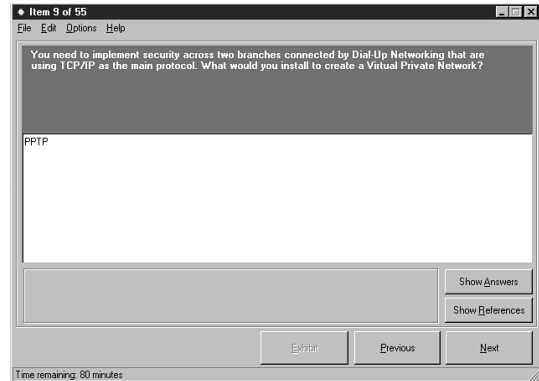 Item 9 of 55
File Edit Options Help
You need to implement security across two branches connected by Dial-Up Networking that are
using TCP/IP as the main protocol. What would you install to create a Virtual Private Network?
PPTP
Show Answers
Show References
Exhibit Previous Next
Time remaining: 80 minutes